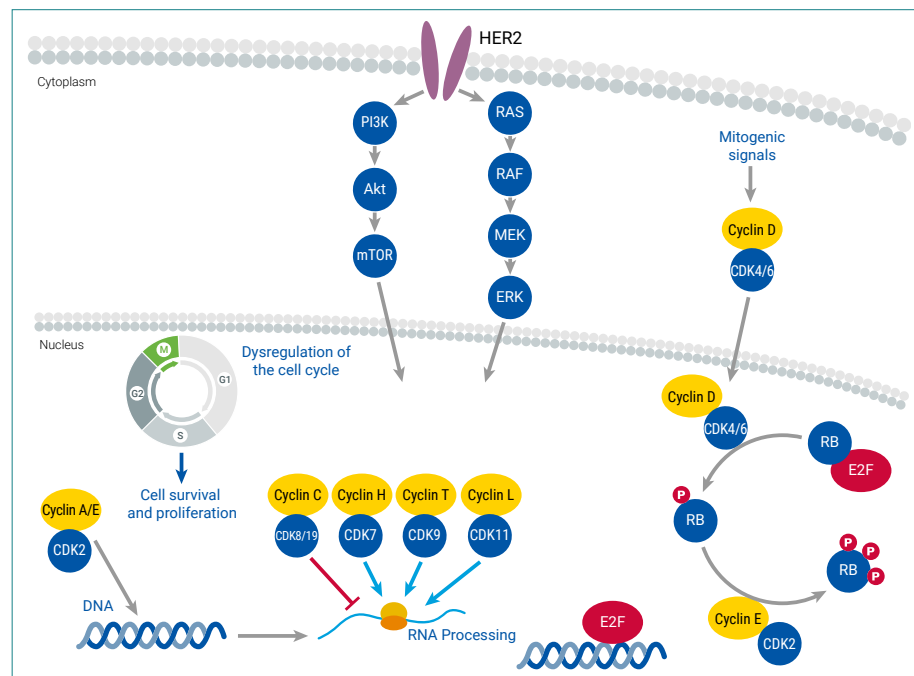 HER2
Cytoplasm
PI3K
Akt
mTOR
RAS
RAF
MEK
ERK
Mitogenic
signals
Cyclin D
CDK4/6
Nucleus
M
G1
G2
S
Dysregulation of
the cell cycle
Cell survival
and proliferation
Cyclin D
CDK4/6
RB
E2F
P
RB
P
P
P
RB
Cyclin E
CDK2
Cyclin A/E
CDK2
Cyclin C
CDK8/19
Cyclin H
CDK7
Cyclin T
CDK9
Cyclin L
CDK11
DNA
RNA Processing
E2F